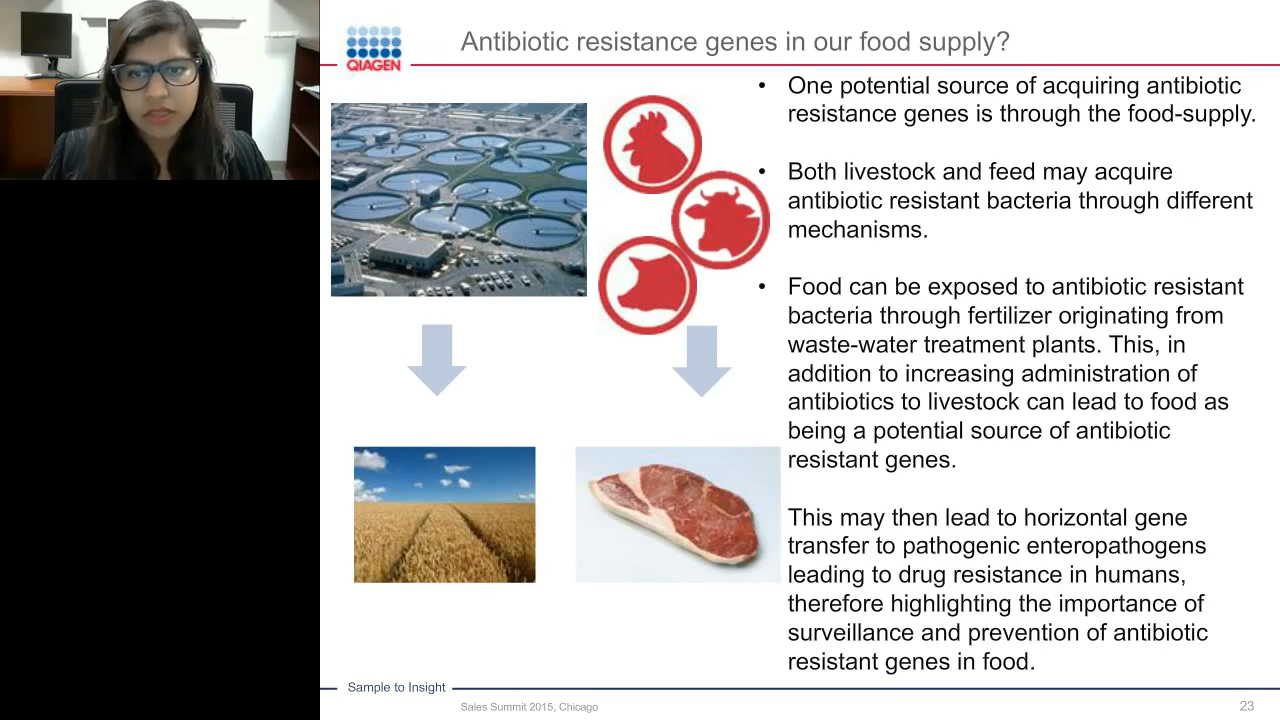 Antibiotic resistance genes in our food supply?
QIAGEN
• One potential source of acquiring antibiotic
resistance genes is through the food-supply.
• Both livestock and feed may acquire
antibiotic resistant bacteria through different
mechanisms.
• Food can be exposed to antibiotic resistant
bacteria through fertilizer originating from
waste-water treatment plants. This, in
addition to increasing administration of
antibiotics to livestock can lead to food as
being a potential source of antibiotic
resistant genes.
This may then lead to horizontal gene
transfer to pathogenic enteropathogens
leading to drug resistance in humans,
therefore highlighting the importance of
surveillance and prevention of antibiotic
resistant genes in food.
Sample to Insight
Sales Summit 2015, Chicago
23